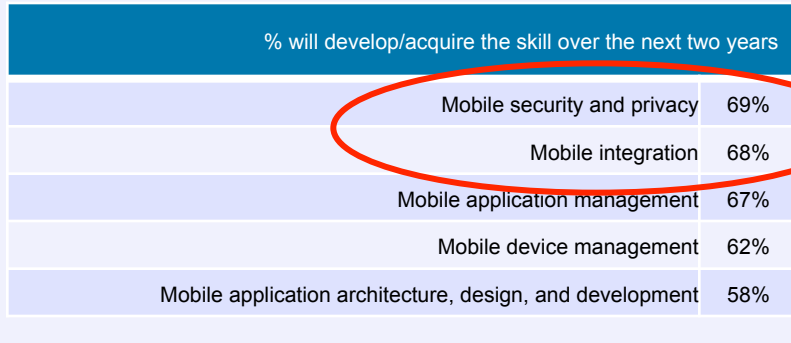 % will develop/acquire the skill over the next two years
Mobile security and privacy 69%
Mobile integration 68%
Mobile application management 67%
Mobile device management 62%
Mobile application architecture, design, and development 58%